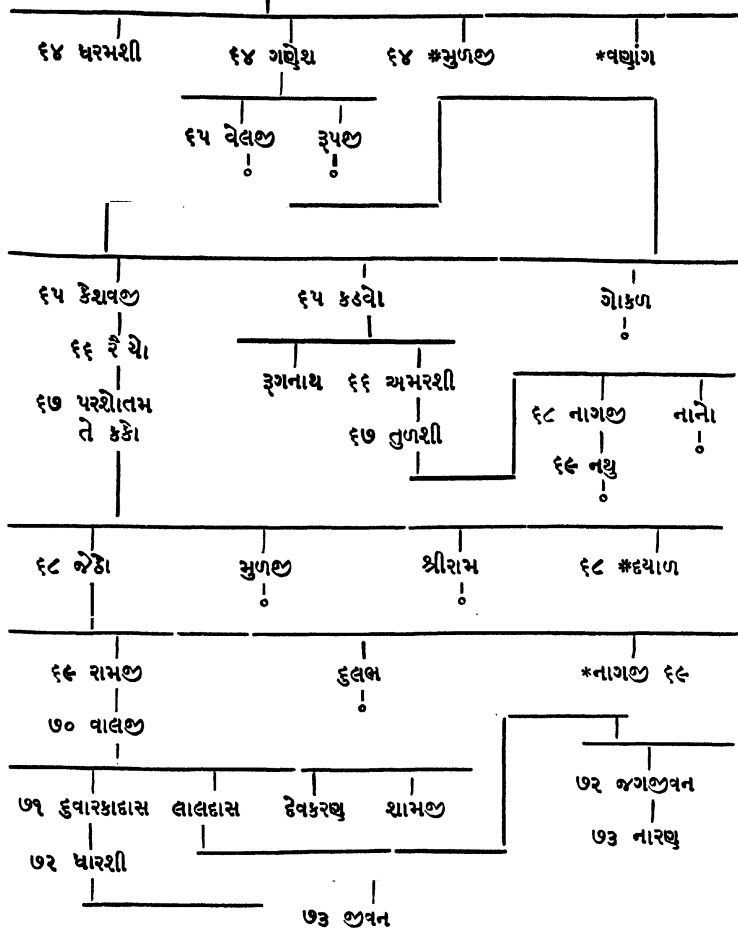 ૬૪ ધરમશી ૬૪ ગણેશ ૬૪ #મુળજી *વણાંગ
૬૫ વેલજી રૂપજી
૬૫ કેશવજી ૬૫ કડવો ગોકળ
૬૬ રૈયો
રૂગનાથ ૬૬ અમરશી
૬૭ પરશોતમ
તે કકો
૬૭ તુળશી
૬૮ નાગજી નાનો
૬૯ નથુ
૬૮ જેઠો મુળજી શ્રીરામ ૬૮ #દયાળ
૬૯ રામજી દુલભ *નાગજી ૬૯
૭૦ વાલજી
૭૧ દુવારકાદાસ લાલદાસ દેવકરણ શામજી
૭૨ જગજીવન
૭૩ નારણ
૭૨ ધારશી
૭૩ જીવન